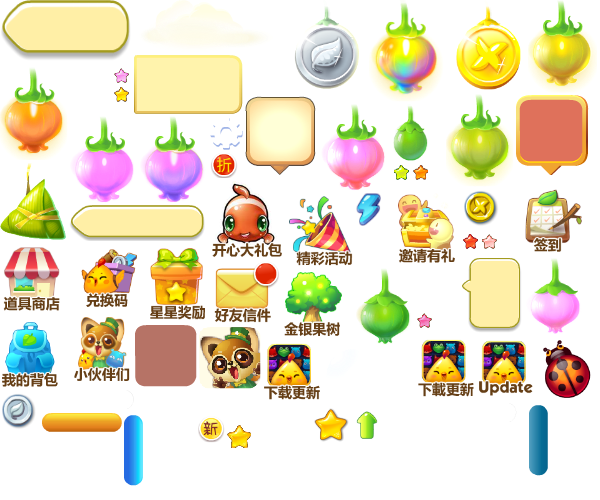 折
开心大礼包
精彩活动
邀请有礼
签到
道具商店
兑换码
星星奖励
好友信件
金银果树
我的背包
小伙伴们
下载更新
下載更新
Update
新